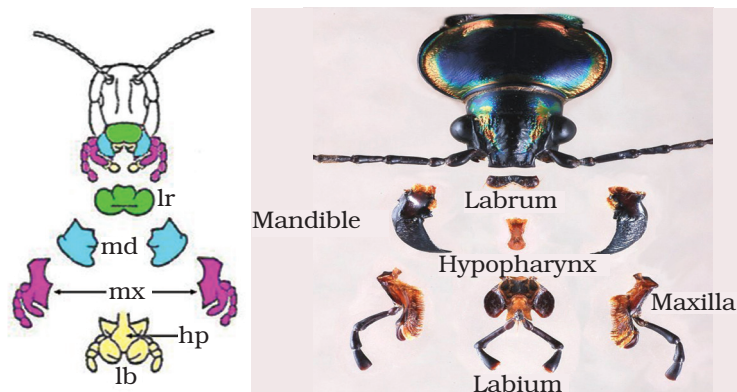 lr
md
mx
hp
lb
Labrum
Mandible
Hypopharynx
Maxilla
Labium